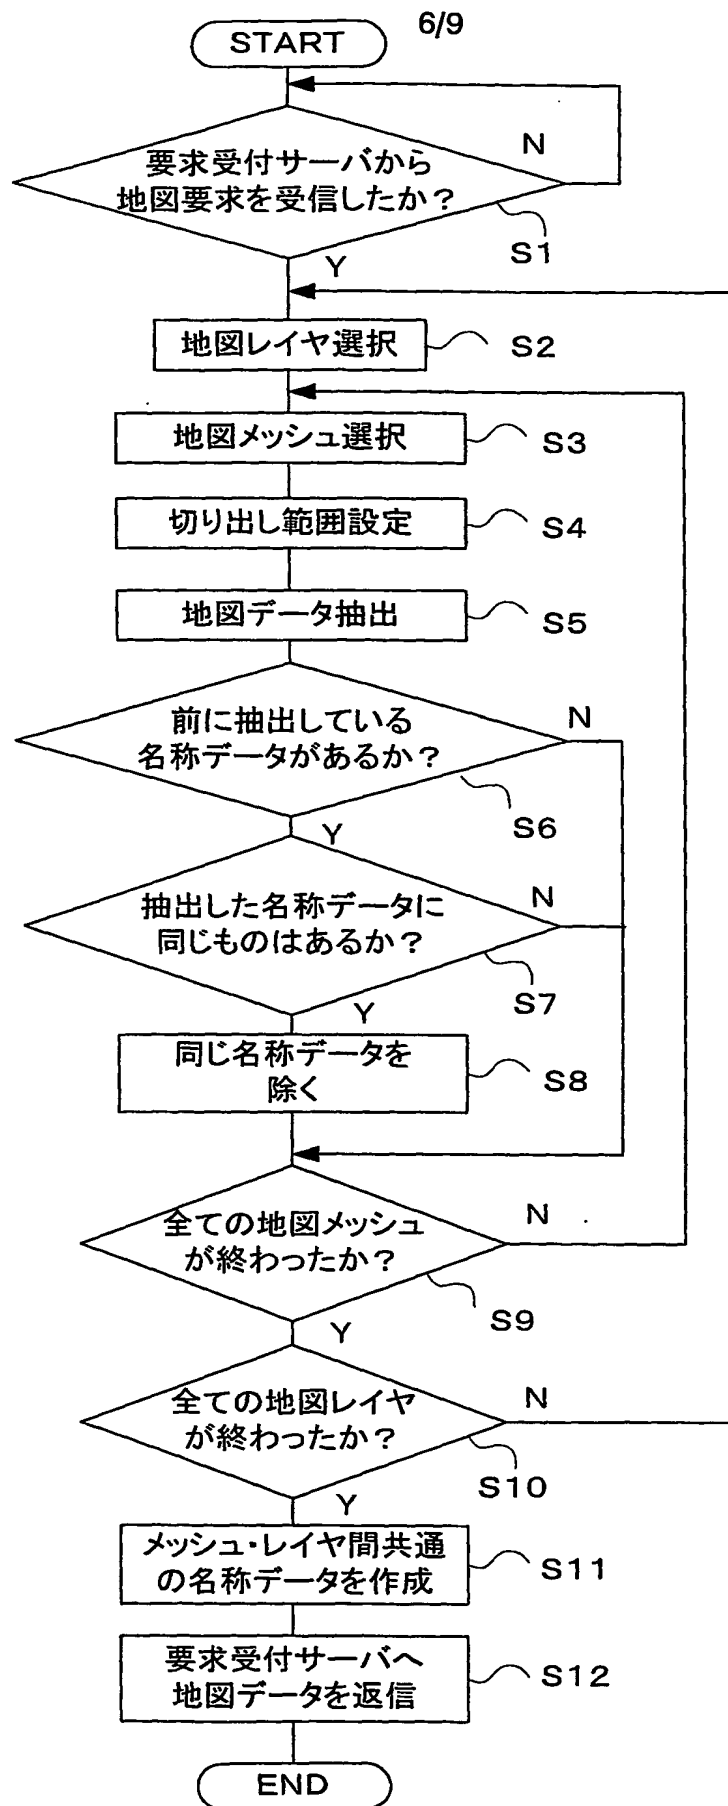 6/9
START
要求受付サーバから
地図要求を受信したか？
N
S1
Y
地図レイヤ選択
S2
地図メッシュ選択
S3
切り出し範囲設定
S4
地図データ抽出
S5
前に抽出している
名称データがあるか？
N
S6
Y
抽出した名称データに
同じものはあるか？
N
S7
Y
同じ名称データを
除く
S8
全ての地図メッシュ
が終わったか？
N
S9
Y
全ての地図レイヤ
が終わったか？
N
S10
Y
メッシュ・レイヤ間共通
の名称データを作成
S11
要求受付サーバへ
地図データを返信
S12
END